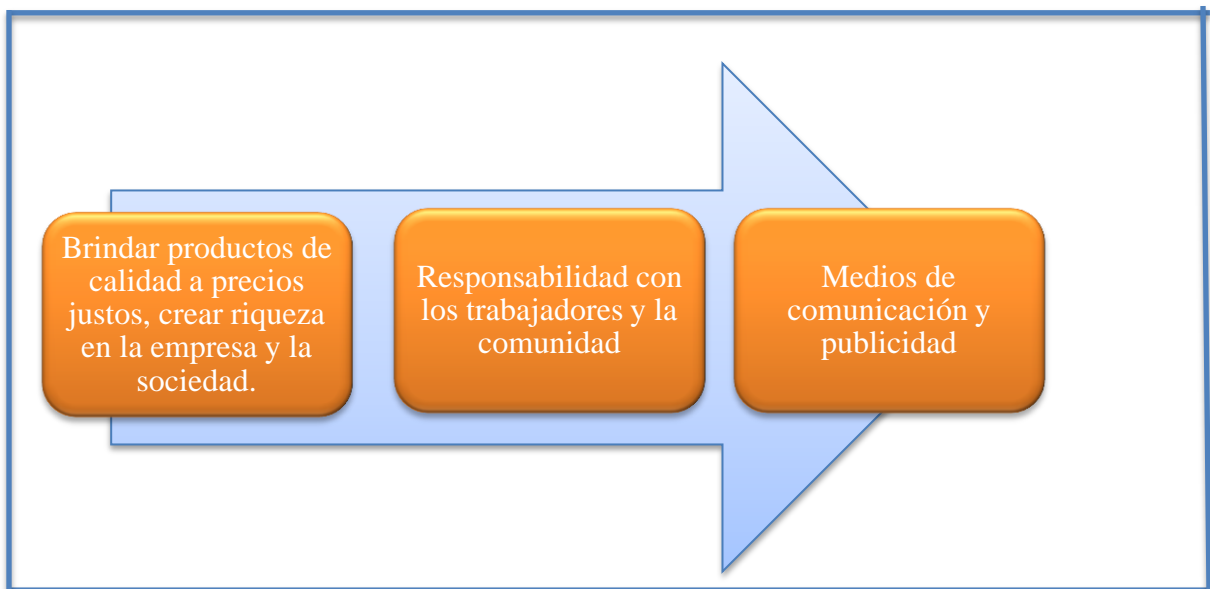 Brindar productos de
calidad a precios
justos, crear riqueza
en la empresa y la
sociedad.
Responsabilidad con
los trabajadores y la
comunidad
Medios de
comunicación y
publicidad